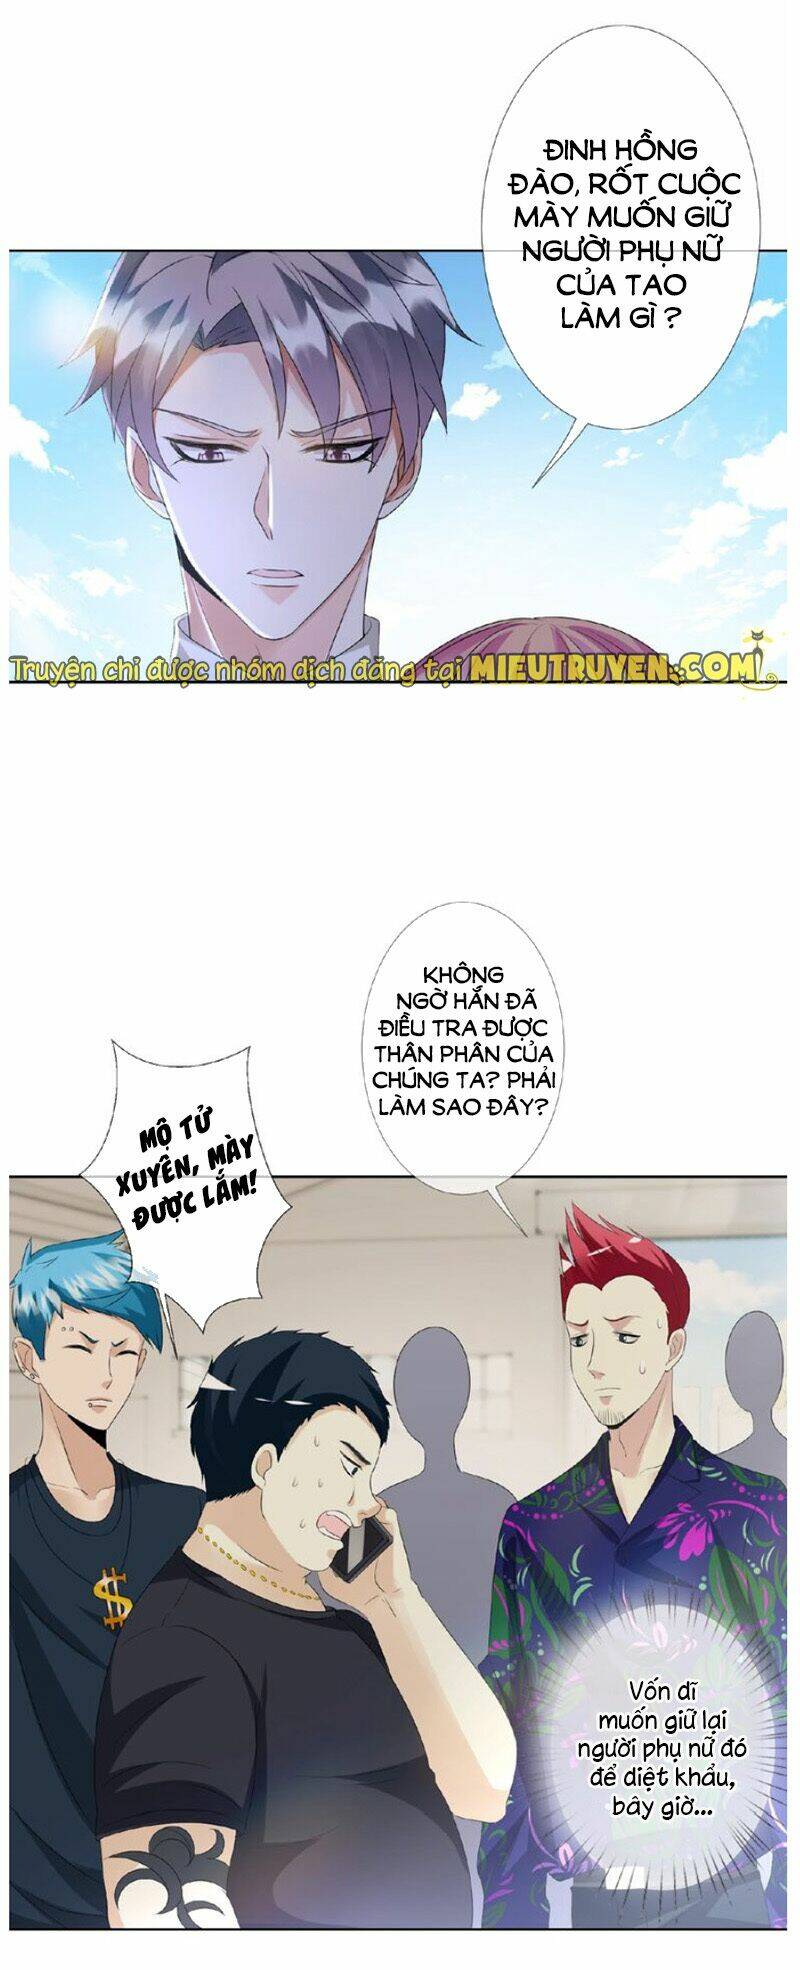 ĐINH HỒNG
ĐÀO, RỐT CUỘC
MÀY MUỐN GIỮ
NGƯỜI PHỤ NỮ
CỦA TAO
LÀM GÌ ?
Truyện chỉ được nhóm dịch đăng tại MIEUTRUYEN.COM
KHÔNG
NGỜ HẮN ĐÃ
ĐIỀU TRA ĐƯỢC
THÂN PHÂN CỦA
CHÚNG TA? PHẢI
LÀM SAO ĐÂY?
MỘ TỬ
XUYÊN, MÀY
ĐƯỢC LẮM!
$
Vốn dĩ
muốn giữ lại
người phụ nữ đó
để diệt khẩu,
bây giờ...